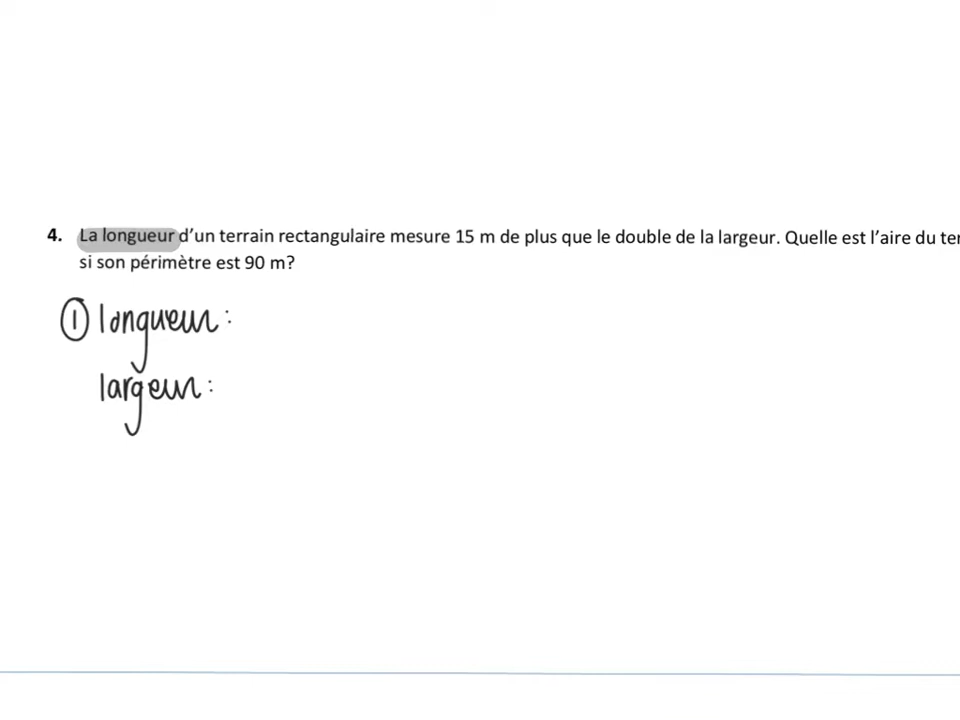 4. La longueur d’un terrain rectangulaire mesure 15 m de plus que le double de la largeur. Quelle est l’aire du
si son périmètre est 90 m?
① longueur :
largeur :